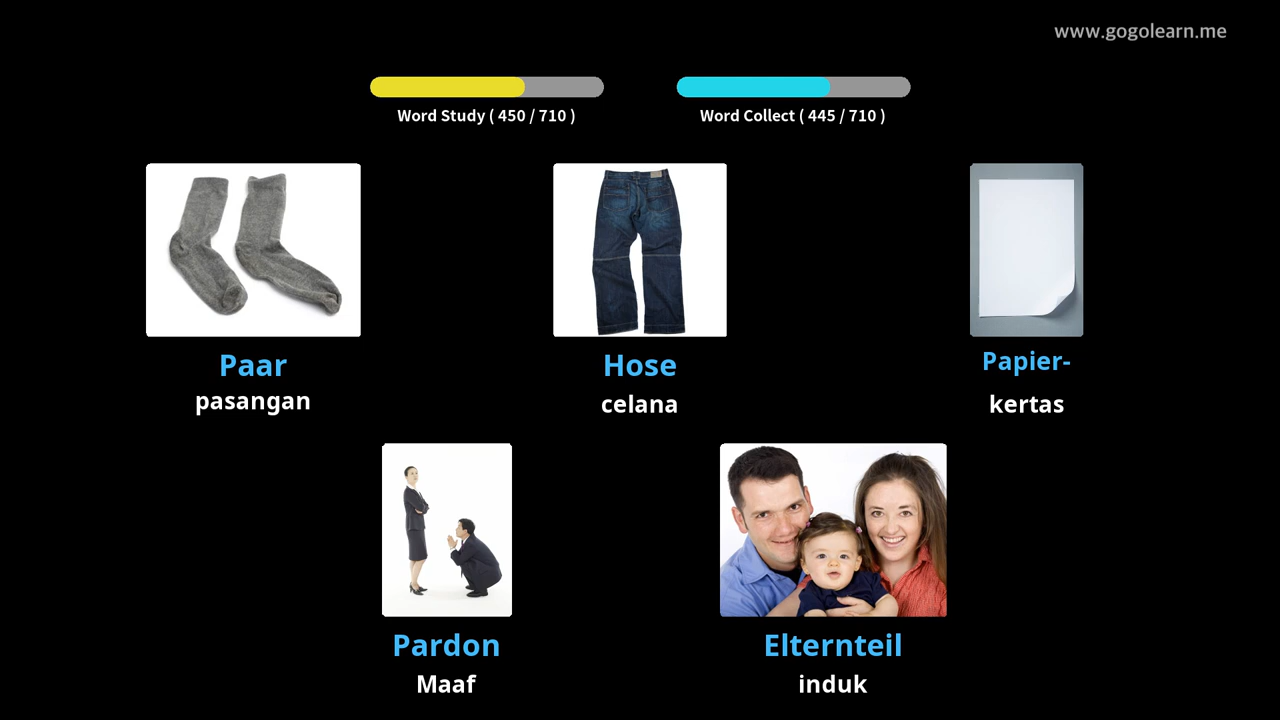 www.gogolearn.me
Word Study ( 450 / 710 )
Word Collect ( 445 / 710 )
Paar
pasangan
Hose
celana
Papier-
kertas
Pardon
Maaf
Elternteil
induk